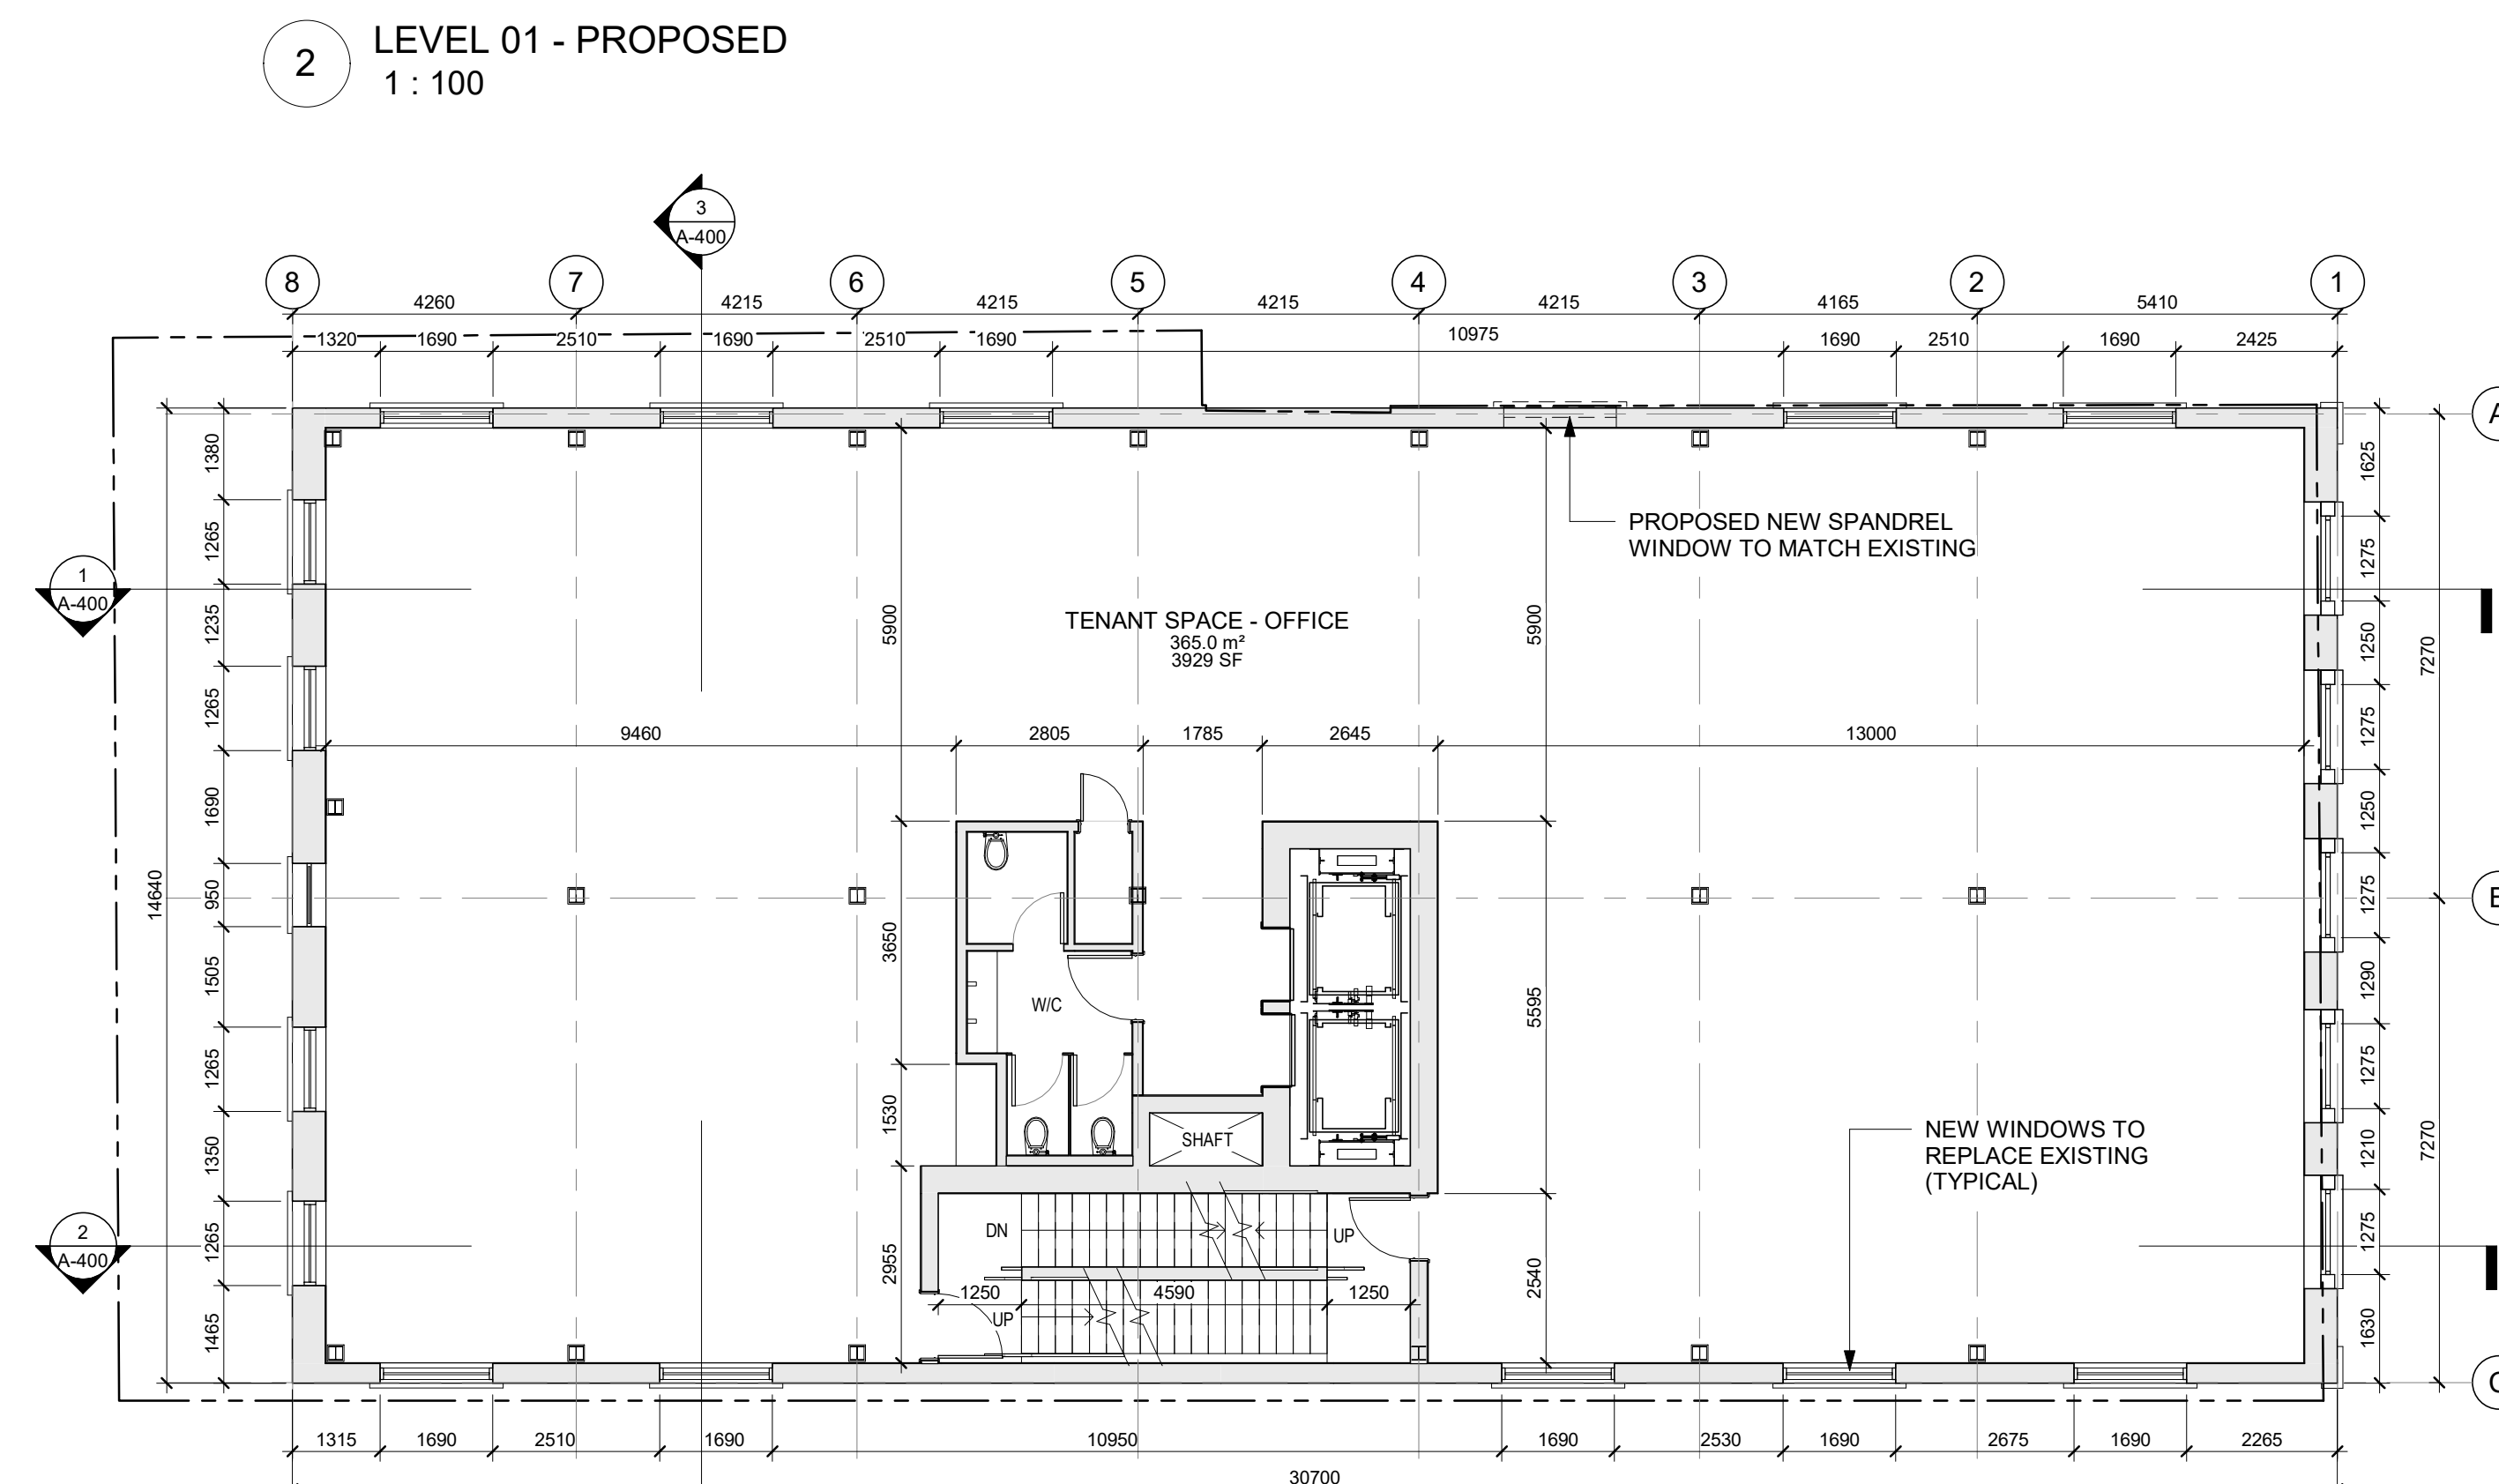 2
LEVEL 01 - PROPOSED
1 : 100
3
A-400
8 7 6 5 4 3 2 1
4260 4215 4215 4215 4215 4165 5410
1320 1690 2510 1690 2510 1690 10975 1690 2510 1690 2425
A
1380
1265
1235
1265
1690
950
1505
1265
1350
1265
1465
14640
1
A-400
2
A-400
5900
3650
1530
2955
TENANT SPACE - OFFICE
365.0 m²
3929 SF
PROPOSED NEW SPANDREL
WINDOW TO MATCH EXISTING
5900
5595
2540
9460 2805 1785 2645 13000
W/C
SHAFT
DN
UP
1250 4590 1250
UP
NEW WINDOWS TO
REPLACE EXISTING
(TYPICAL)
1625
1275
1250
1275
1250
1275
1290
1275
1210
1275
1630
7270
7270
B
C
1315 1690 2510 1690 10950 1690 2530 1690 2675 1690 2265
30700